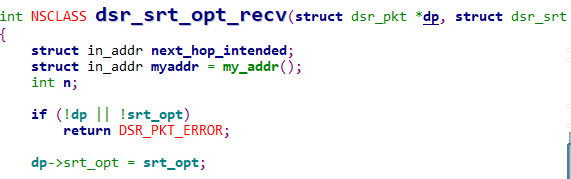 int NSCLASS dsr_srt_opt_recv(struct dsr_pkt *dp, struct dsr_srt
{
struct in_addr next_hop_intended;
struct in_addr myaddr = my_addr();
int n;
if (!dp || !srt_opt)
return DSR_PKT_ERROR;
dp->srt_opt = srt_opt;